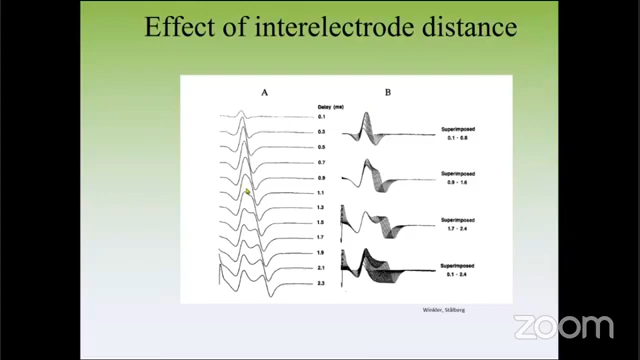 Effect of interelectrode distance
A
B
Delay (ms)
0.1
0.3
0.5
0.7
0.9
1.1
1.3
1.5
1.7
1.9
2.1
2.3
Superimposed
0.1 - 0.8
Superimposed
0.9 - 1.6
Superimposed
1.7 - 2.4
Superimposed
0.1 - 2.4
Winkler, Stålberg
zoom